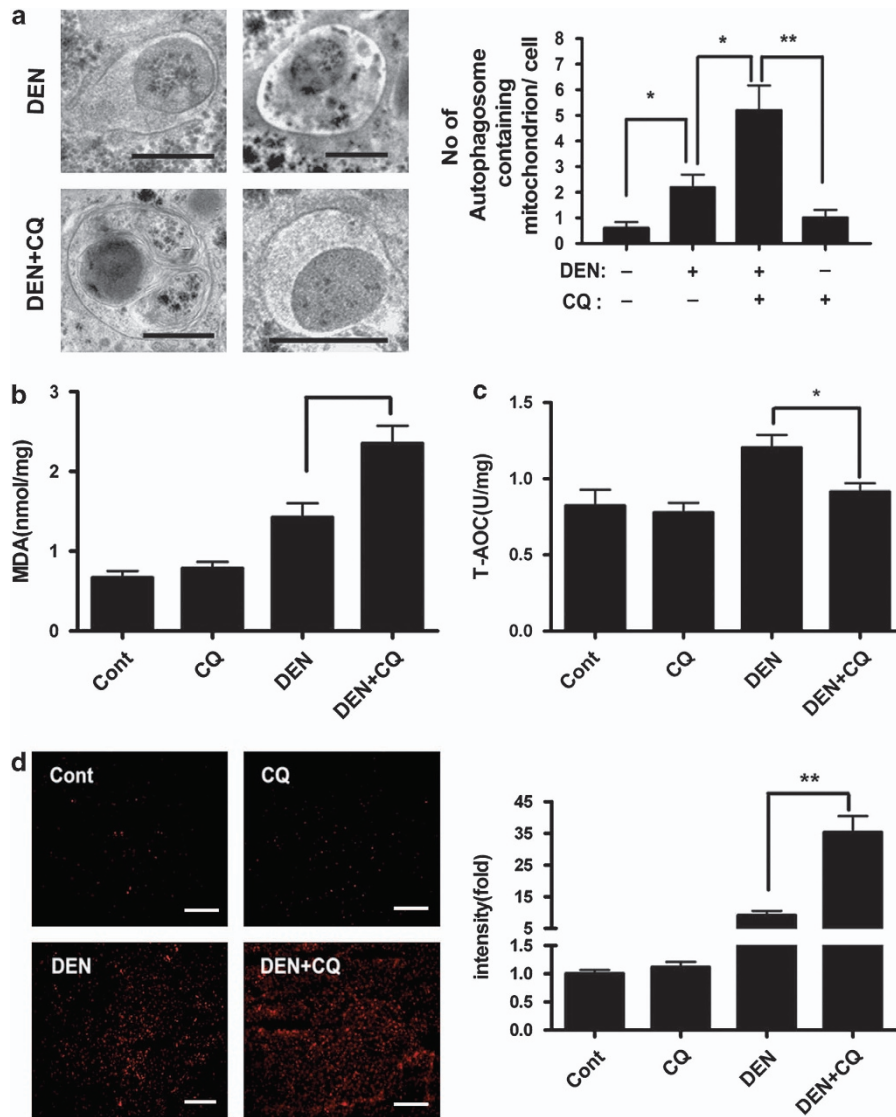 a
DEN
DEN+CQ
No of
Autophagosome
containing
mitochondrion/ cell
8
7
6
5
4
3
2
1
0
*
*
**
DEN: – + + –
CQ : – – + +
b
MDA(nmol/mg)
3
2
1
0
Cont
CQ
DEN
DEN+CQ
c
T-AOC(U/mg)
1.5
1.0
0.5
0.0
*
Cont
CQ
DEN
DEN+CQ
d
Cont
CQ
DEN
DEN+CQ
intensity(fold)
45
35
25
15
5
1.5
1.0
0.5
0.0
**
Cont
CQ
DEN
DEN+CQ